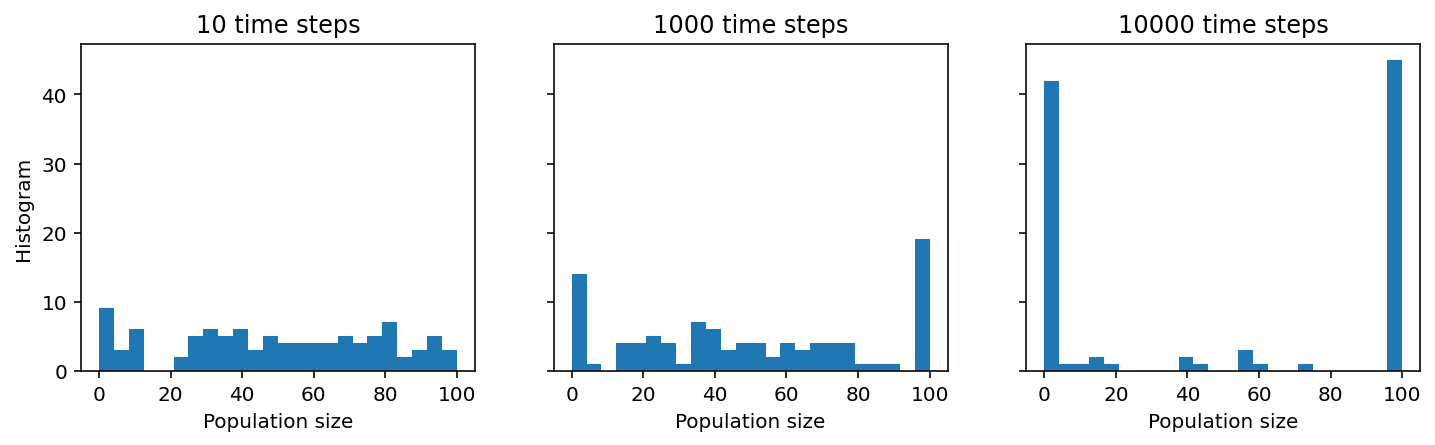 10 time steps
1000 time steps
10000 time steps
Histogram
40
30
20
10
0
0 20 40 60 80 100
0 20 40 60 80 100
0 20 40 60 80 100
Population size
Population size
Population size